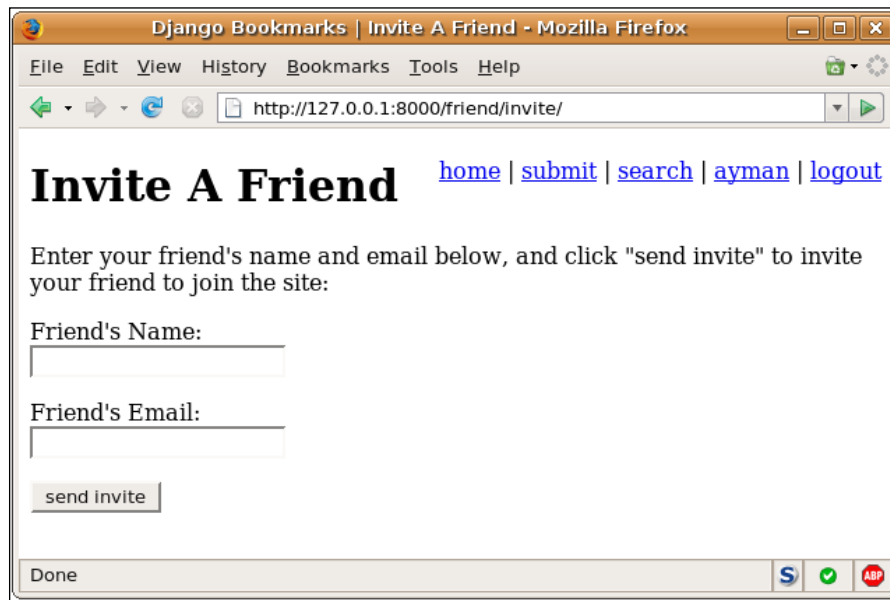 Django Bookmarks | Invite A Friend - Mozilla Firefox
File Edit View History Bookmarks Tools Help
http://127.0.0.1:8000/friend/invite/
Invite A Friend
home | submit | search | ayman | logout
Enter your friend's name and email below, and click "send invite" to invite
your friend to join the site:
Friend's Name:
Friend's Email:
send invite
Done
S
ABP